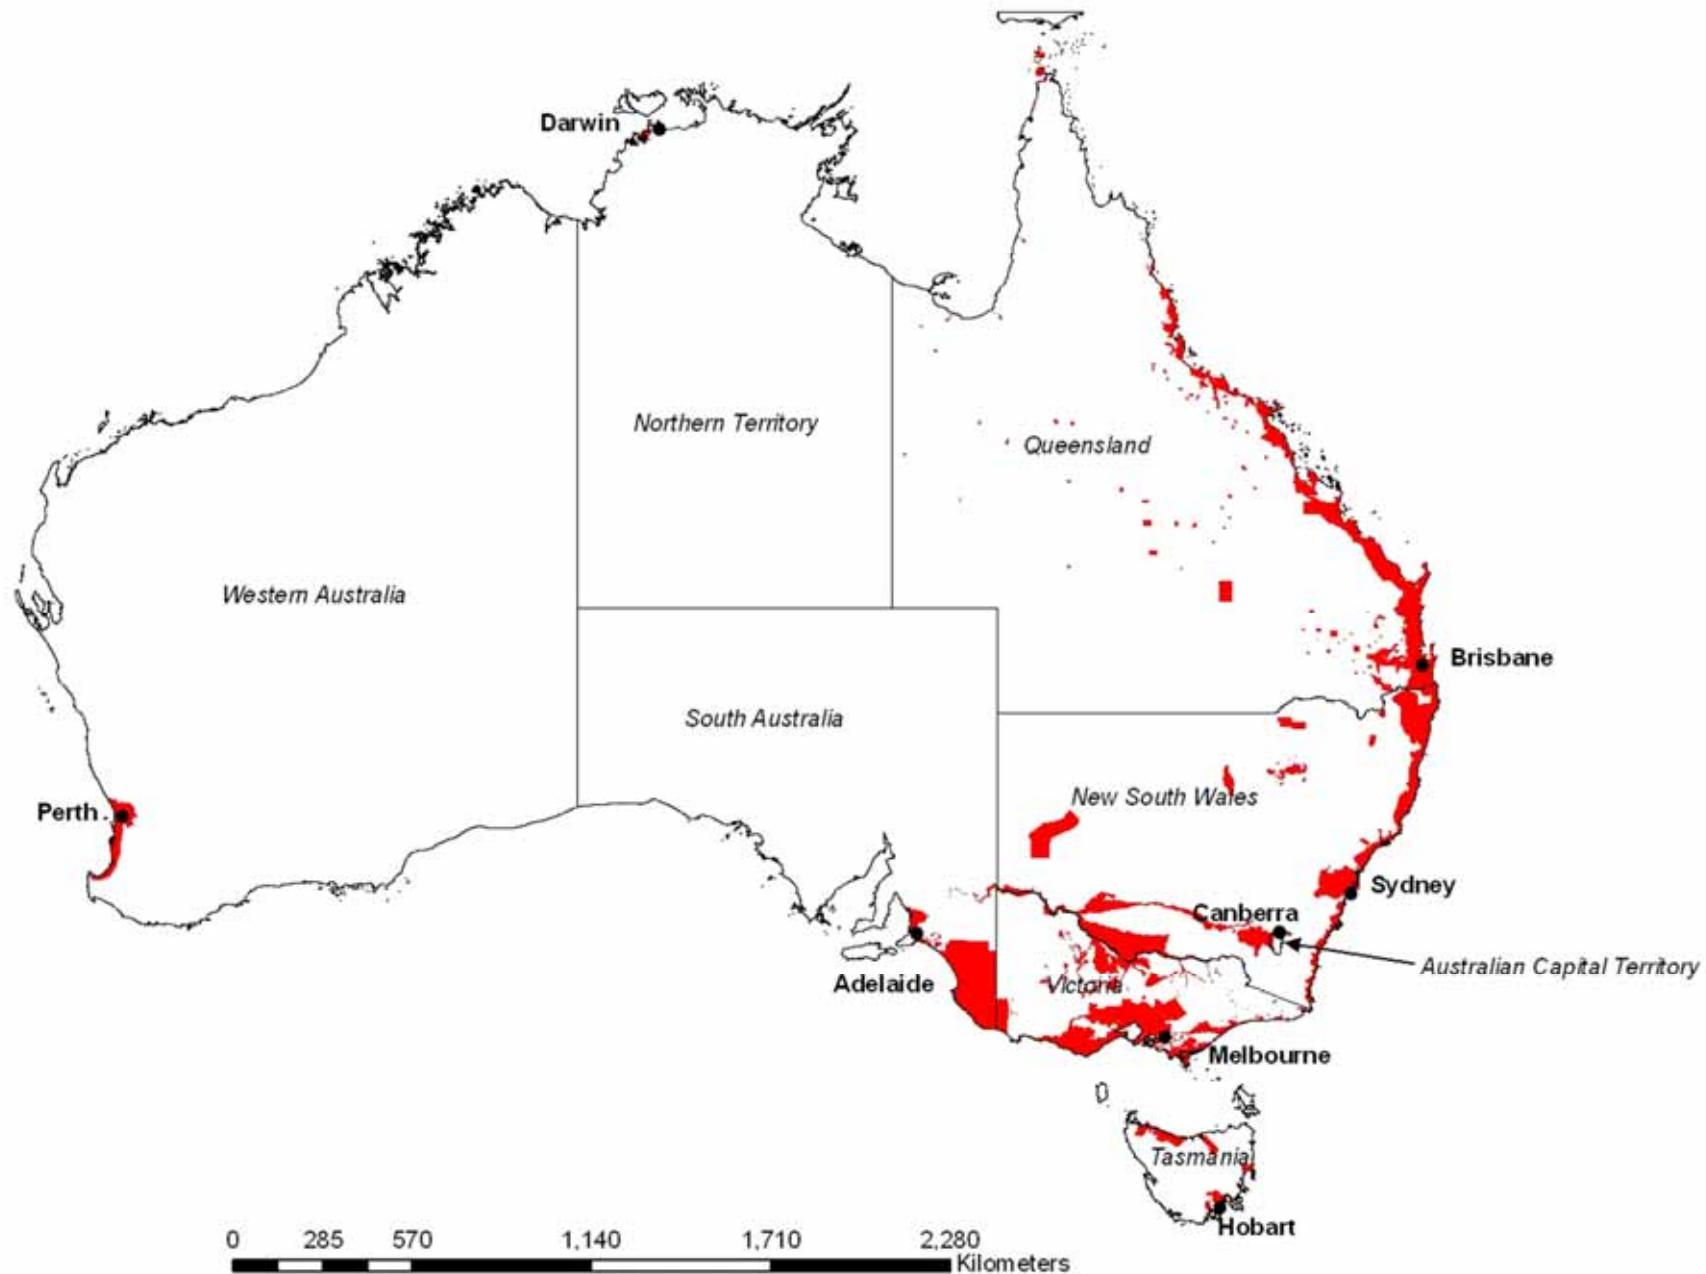 Darwin
Northern Territory
Queensland
Western Australia
Brisbane
South Australia
New South Wales
Perth
Sydney
Canberra
Australian Capital Territory
Adelaide
Victoria
Melbourne
Tasmania
Hobart
0 285 570 1,140 1,710 2,280
Kilometers